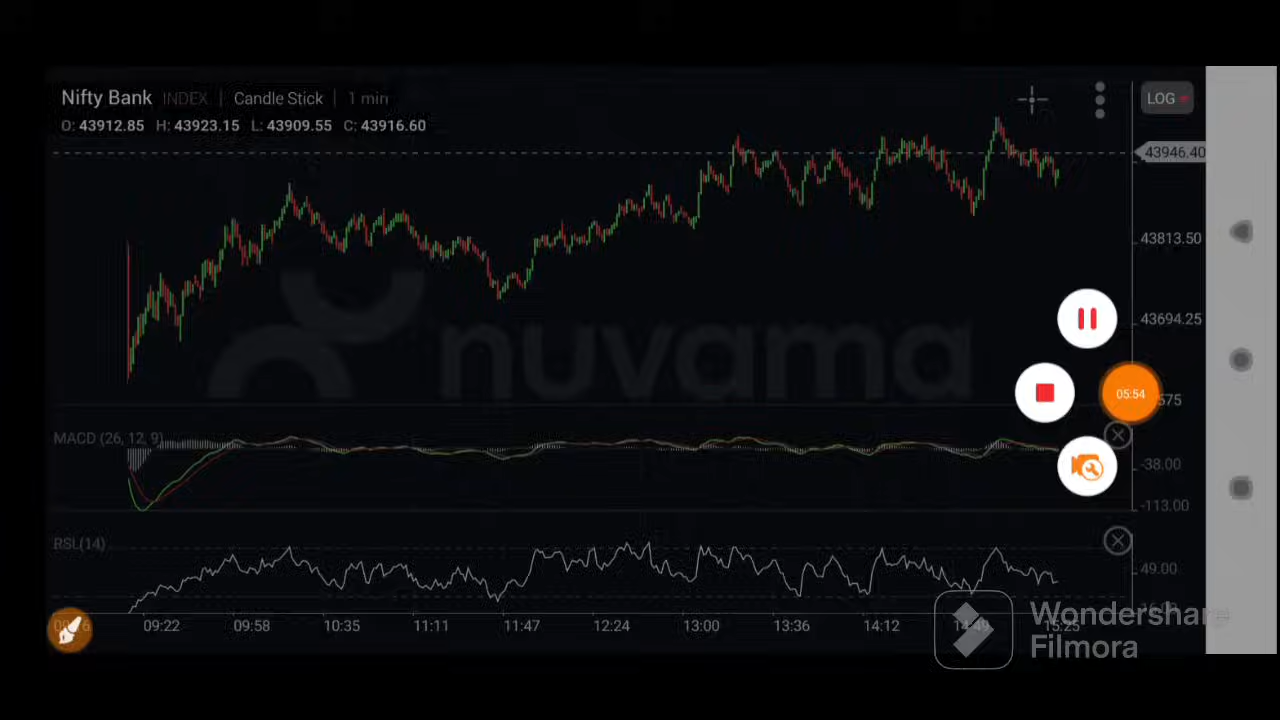 Nifty Bank INDEX | Candle Stick | 1 min
LOG
O: 43912.85 H: 43923.15 L: 43909.55 C: 43916.60
43946.40
43813.50
nuvama
43694.25
05:54
575
MACD (26, 12, 9)
-38.00
-113.00
RSI(14)
49.00
09:22 09:58 10:35 11:11 11:47 12:24 13:00 13:36 14:12 14:49 15:25
Wondershare
Filmora